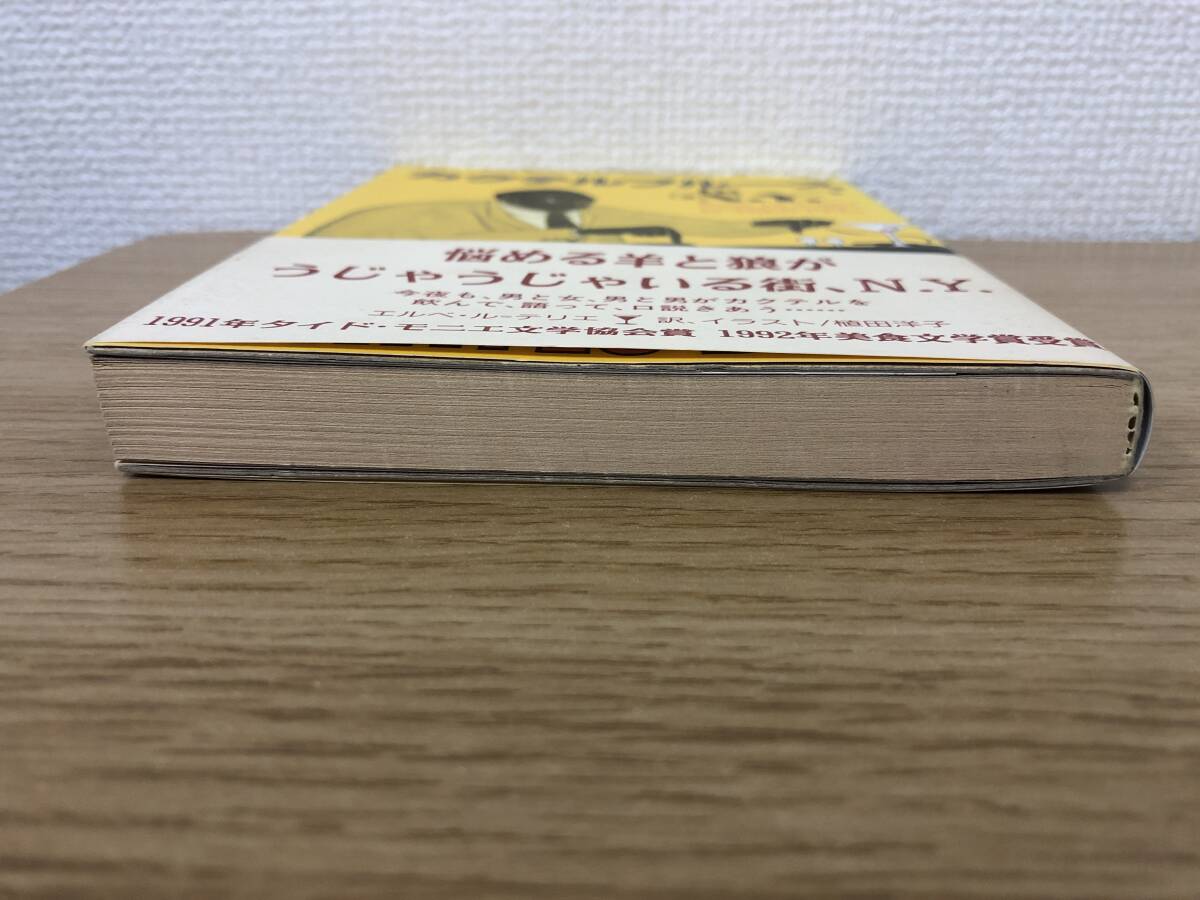 悩める羊と狼が
うじゃうじゃいる街、N.Y.
今夜も、男と女、男と男がカクテルを
飲んで、語って、口説きあう……
エルベ・ル=テリエ 訳、イラスト/植田洋子
1991年タイド・モニエ文学協会賞 1992年美食文学賞受賞